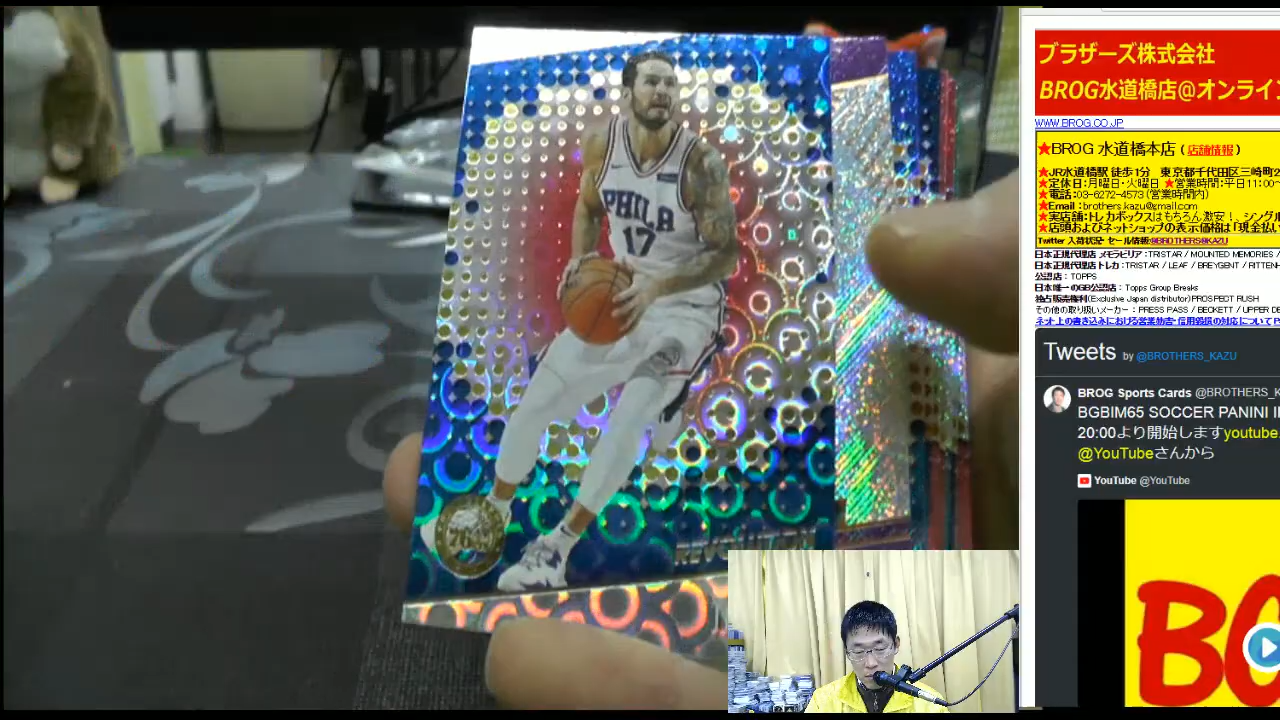 PHILA
17
76ers
ブラザーズ株式会社
BROG水道橋店@オンライン
WWW.BROG.CO.JP
★BROG 水道橋本店 (店舗情報)
★JR水道橋駅 徒歩1分 東京都千代田区三崎町2
★定休日:月曜日・火曜日 ★営業時間:平日11:00
★電話:03-6272-4573(営業時間内)
★Email:brothers.kazu@gmail.com
★実店舗:トレカボックスはもちろん激安!、シングル
★店頭およびネットショップの表示価格は「現金払い
Twitter 入荷状況・セール情報:@BROTHERS_KAZU
日本正規代理店 メモラビリア:TRISTAR / MOUNTED MEMORIES /
日本正規代理店 トレカ:TRISTAR / LEAF / BREYGENT / RITTENH
公認店:TOPPS
日本唯一のGB公認店:Topps Group Breaks
独占販売権利(Exclusive Japan distributor)PROSPECT RUSH
その他の取り扱いメーカー:PRESS PASS / BECKETT / UPPER DE
ネット上の書き込みにおける営業妨害・信用毀損の対応について
Tweets by @BROTHERS_KAZU
BROG Sports Cards @BROTHERS_K
BGBIM65 SOCCER PANINI
20:00より開始しますyoutube
@YouTubeさんから
YouTube @YouTube